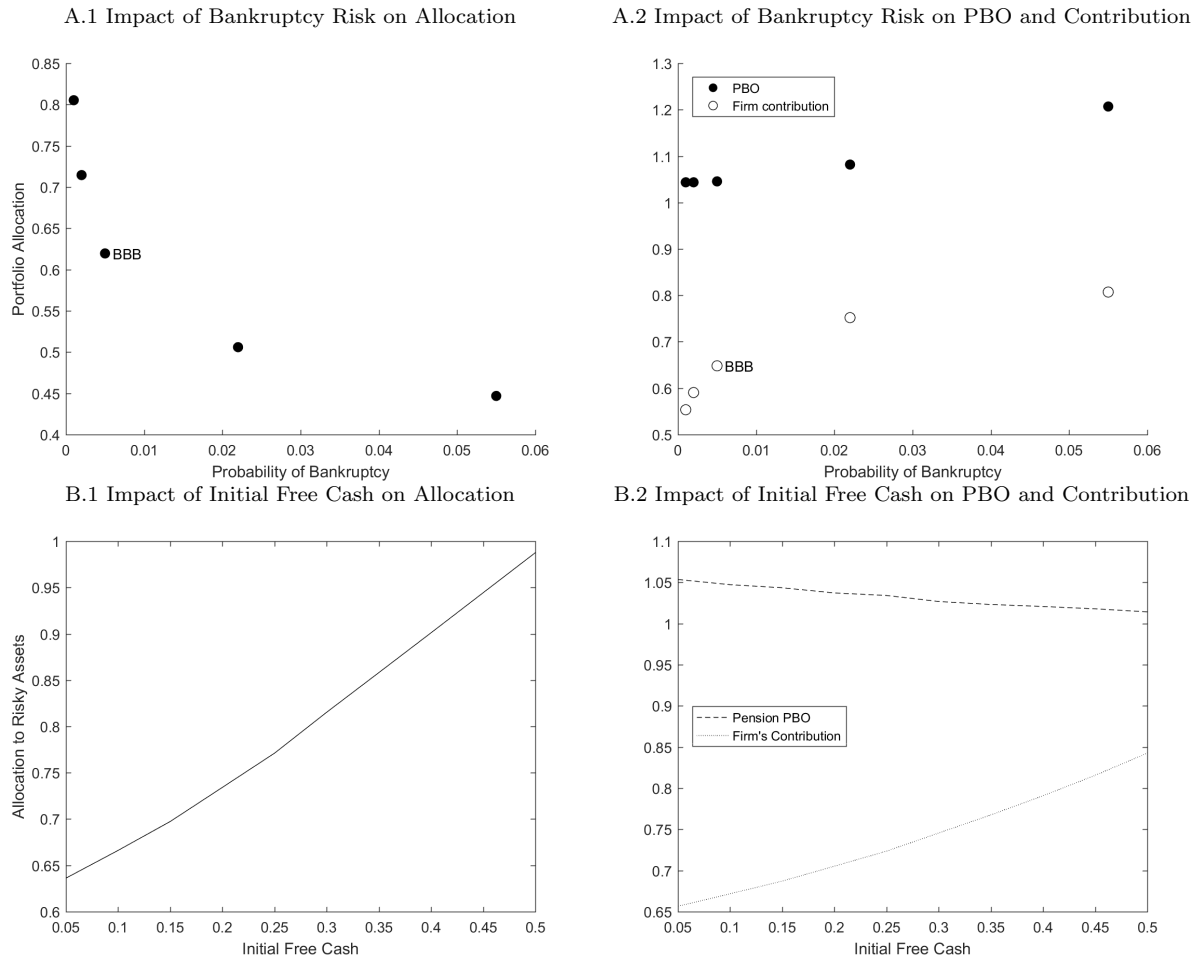 A.1 Impact of Bankruptcy Risk on Allocation
0.85
0.8
0.75
0.7
0.65
0.6
0.55
0.5
0.45
0.4
Portfolio Allocation
BBB
0 0.01 0.02 0.03 0.04 0.05 0.06
Probability of Bankruptcy
A.2 Impact of Bankruptcy Risk on PBO and Contribution
1.3
1.2
1.1
1
0.9
0.8
0.7
0.6
0.5
PBO
Firm contribution
BBB
0 0.01 0.02 0.03 0.04 0.05 0.06
Probability of Bankruptcy
B.1 Impact of Initial Free Cash on Allocation
1
0.95
0.9
0.85
0.8
0.75
0.7
0.65
0.6
Allocation to Risky Assets
0.05 0.1 0.15 0.2 0.25 0.3 0.35 0.4 0.45 0.5
Initial Free Cash
B.2 Impact of Initial Free Cash on PBO and Contribution
1.1
1.05
1
0.95
0.9
0.85
0.8
0.75
0.7
0.65
Pension PBO
Firm's Contribution
0.05 0.1 0.15 0.2 0.25 0.3 0.35 0.4 0.45 0.5
Initial Free Cash